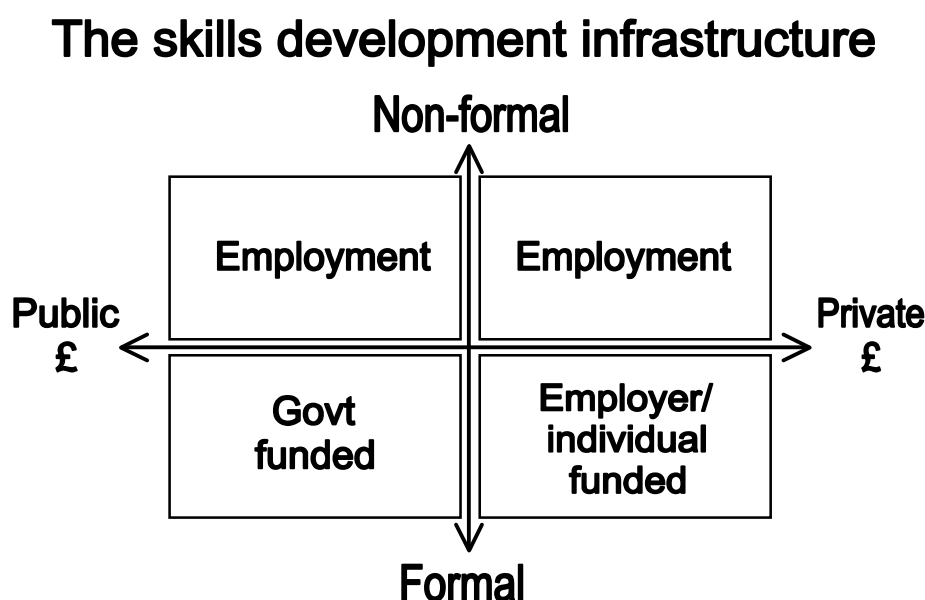 The skills development infrastructure
Non-formal
Employment
Employment
Public
£
Private
£
Govt
funded
Employer/
individual
funded
Formal